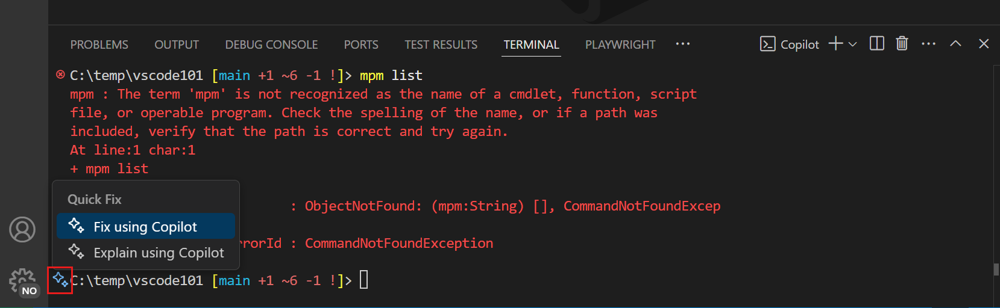 PROBLEMS OUTPUT DEBUG CONSOLE PORTS TEST RESULTS TERMINAL PLAYWRIGHT ··· Copilot
C:\temp\vscode101 [main +1 ~6 -1 !]> mpm list
mpm : The term 'mpm' is not recognized as the name of a cmdlet, function, script
file, or operable program. Check the spelling of the name, or if a path was
included, verify that the path is correct and try again.
At line:1 char:1
+ mpm list
Quick Fix
: ObjectNotFound: (mpm:String) [], CommandNotFoundExcep
Fix using Copilot
rorId : CommandNotFoundException
Explain using Copilot
C:\temp\vscode101 [main +1 ~6 -1 !]>
NO